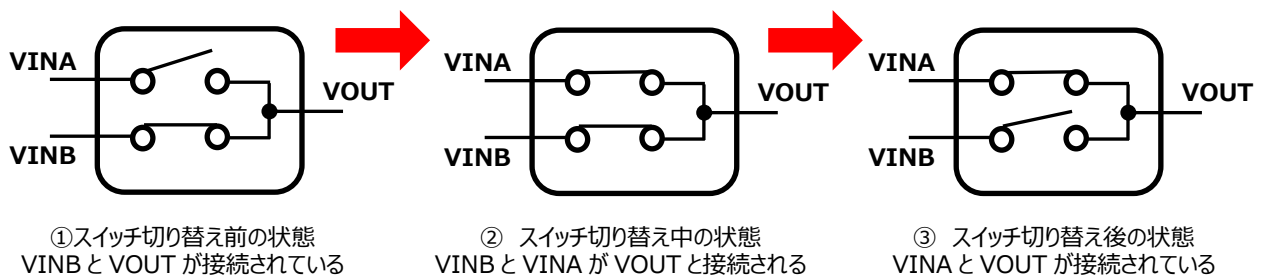 VINA
VOUT
VINB
①スイッチ切り替え前の状態
VINB と VOUT が接続されている
VINA
VOUT
VINB
② スイッチ切り替え中の状態
VINB と VINA が VOUT と接続される
VINA
VOUT
VINB
③ スイッチ切り替え後の状態
VINA と VOUT が接続されている